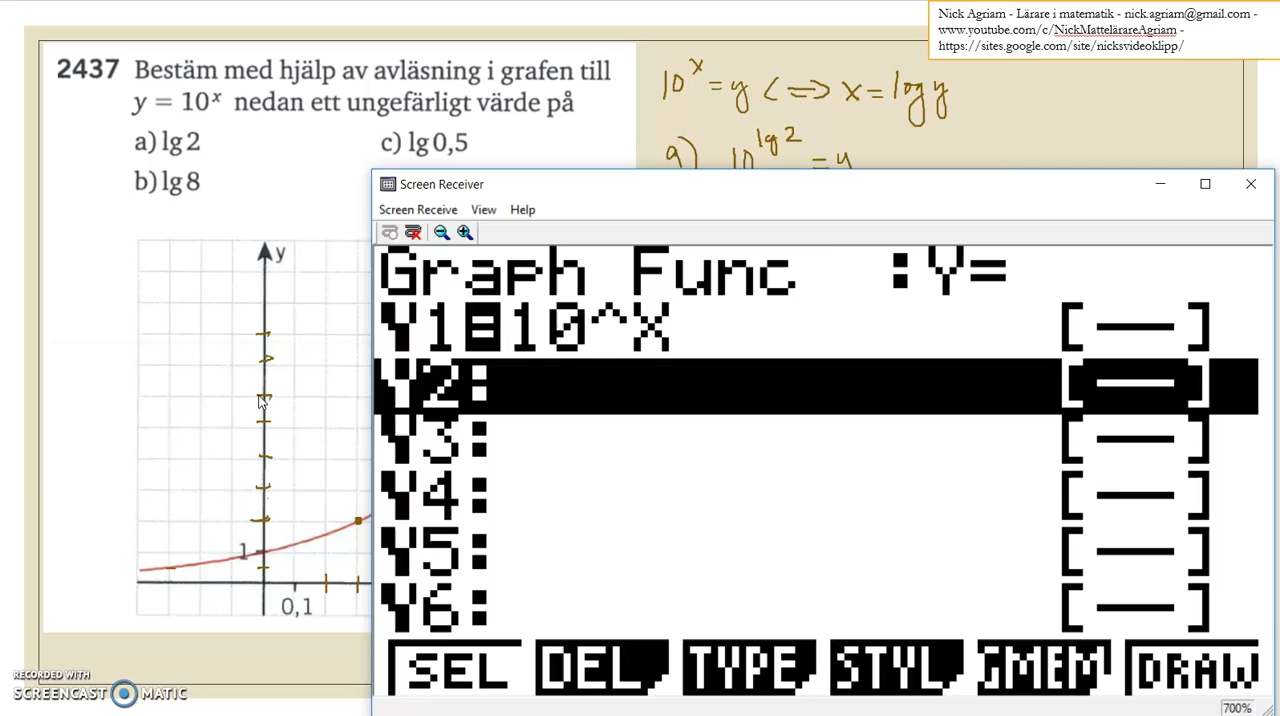 Nick Agriam - Lärare i matematik - nick.agriam@gmail.com -
www.youtube.com/c/NickMattelärareAgriam -
https://sites.google.com/site/nicksvideoklipp/
2437 Bestäm med hjälp av avläsning i grafen till
y = 10ˣ nedan ett ungefärligt värde på
a) lg 2 c) lg 0,5
b) lg 8
10ˣ = y <=> x = log y
a) 10^lg 2 = y
Screen Receiver
Screen Receive View Help
Graph Func :Y=
Y1=10^X [—]
Y2: [—]
Y3: [—]
Y4: [—]
Y5: [—]
Y6: [—]
SEL DEL TYPE STYL GMEM DRAW
700%
y
1
0,1
RECORDED WITH
SCREENCAST MATIC